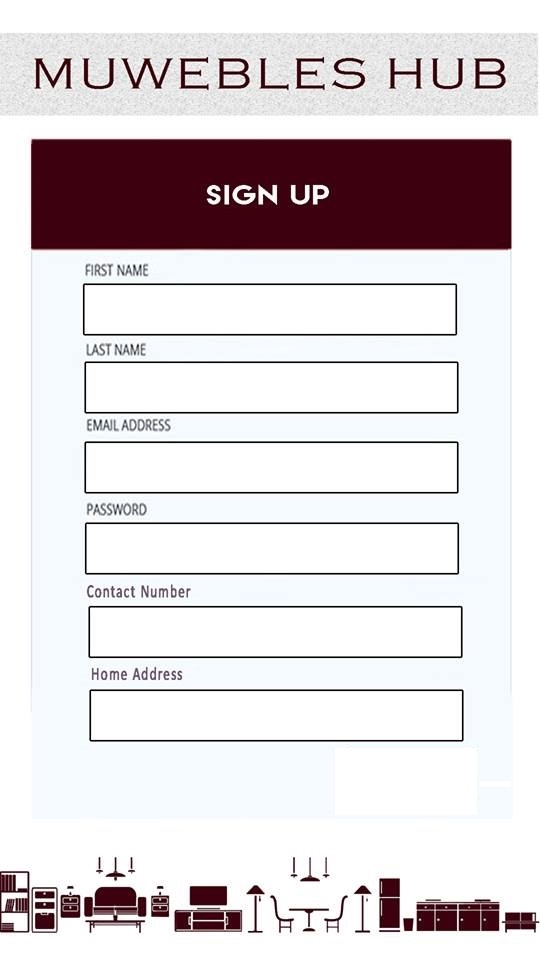 MUWEBLES HUB
SIGN UP
FIRST NAME
LAST NAME
EMAIL ADDRESS
PASSWORD
Contact Number
Home Address